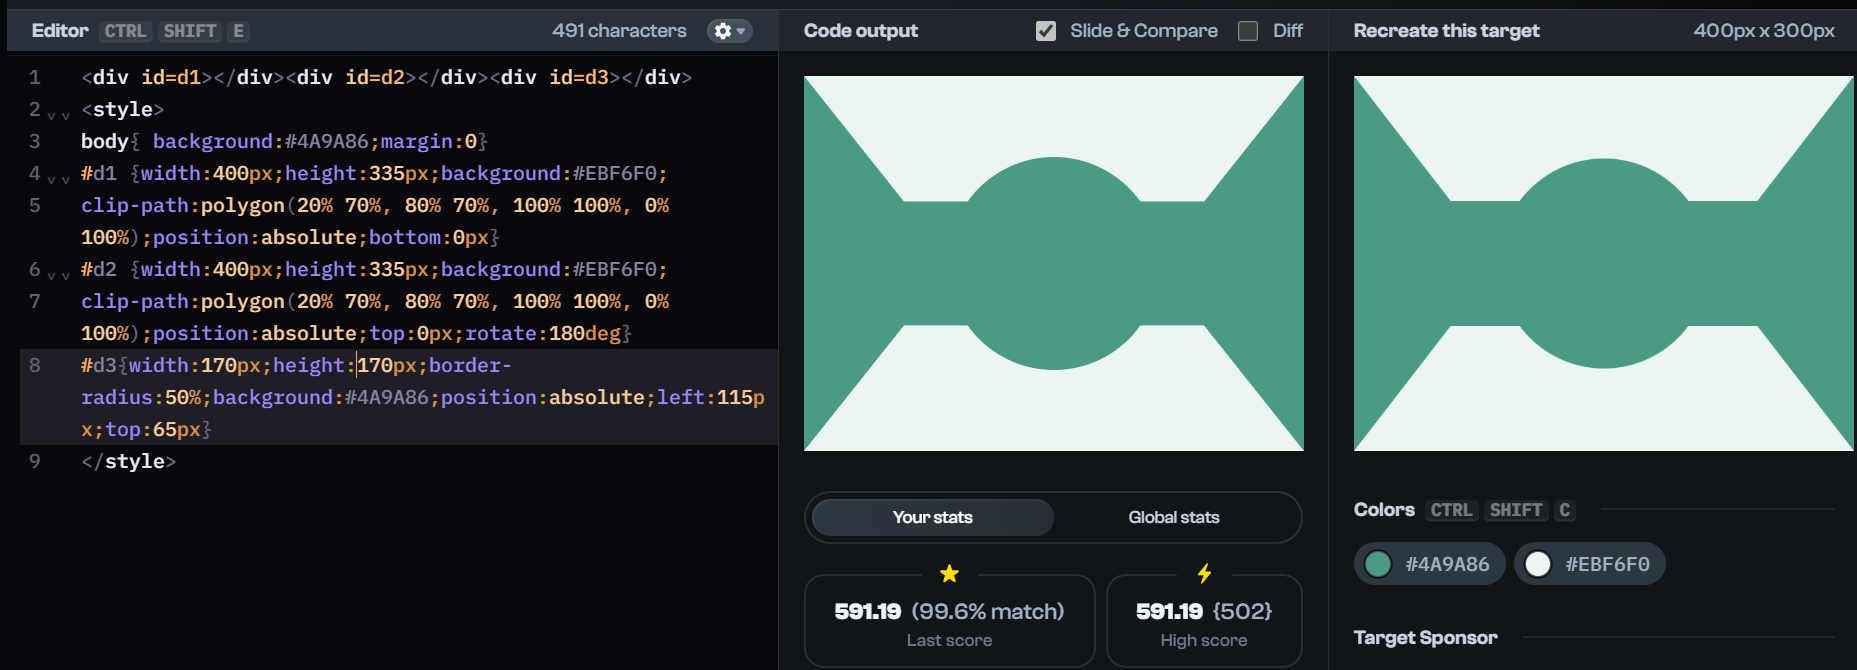 Editor CTRL SHIFT E 491 characters
1 <div id=d1></div><div id=d2></div><div id=d3></div>
2 <style>
3 body{ background:#4A9A86;margin:0}
4 #d1 {width:400px;height:335px;background:#EBF6F0;
5 clip-path:polygon(20% 70%, 80% 70%, 100% 100%, 0%
100%);position:absolute;bottom:0px}
6 #d2 {width:400px;height:335px;background:#EBF6F0;
7 clip-path:polygon(20% 70%, 80% 70%, 100% 100%, 0%
100%);position:absolute;top:0px;rotate:180deg}
8 #d3{width:170px;height:170px;border-
radius:50%;background:#4A9A86;position:absolute;left:115p
x;top:65px}
9 </style>
Code output Slide & Compare Diff
Your stats Global stats
591.19 (99.6% match)
Last score
591.19 {502}
High score
Recreate this target 400px x 300px
Colors CTRL SHIFT C
#4A9A86 #EBF6F0
Target Sponsor